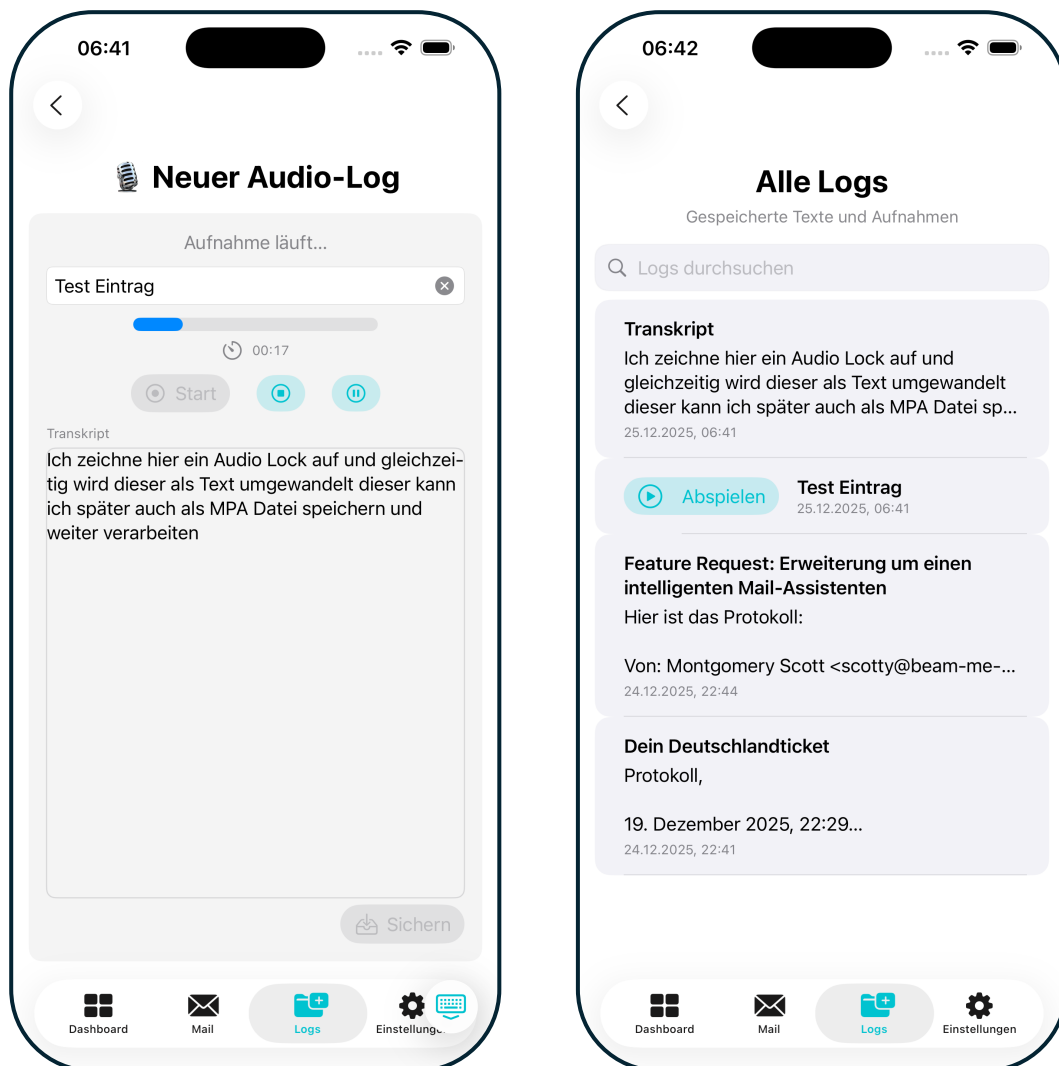 06:41
Neuer Audio-Log
Aufnahme läuft...
Test Eintrag
00:17
Start
Transkript
Ich zeichne hier ein Audio Lock auf und gleichzei-
tig wird dieser als Text umgewandelt dieser kann
ich später auch als MPA Datei speichern und
weiter verarbeiten
Sichern
Dashboard
Mail
Logs
Einstellung...
06:42
Alle Logs
Gespeicherte Texte und Aufnahmen
Logs durchsuchen
Transkript
Ich zeichne hier ein Audio Lock auf und
gleichzeitig wird dieser als Text umgewandelt
dieser kann ich später auch als MPA Datei sp...
25.12.2025, 06:41
Abspielen
Test Eintrag
25.12.2025, 06:41
Feature Request: Erweiterung um einen
intelligenten Mail-Assistenten
Hier ist das Protokoll:
Von: Montgomery Scott <scotty@beam-me-...
24.12.2025, 22:44
Dein Deutschlandticket
Protokoll,
19. Dezember 2025, 22:29...
24.12.2025, 22:41
Dashboard
Mail
Logs
Einstellungen